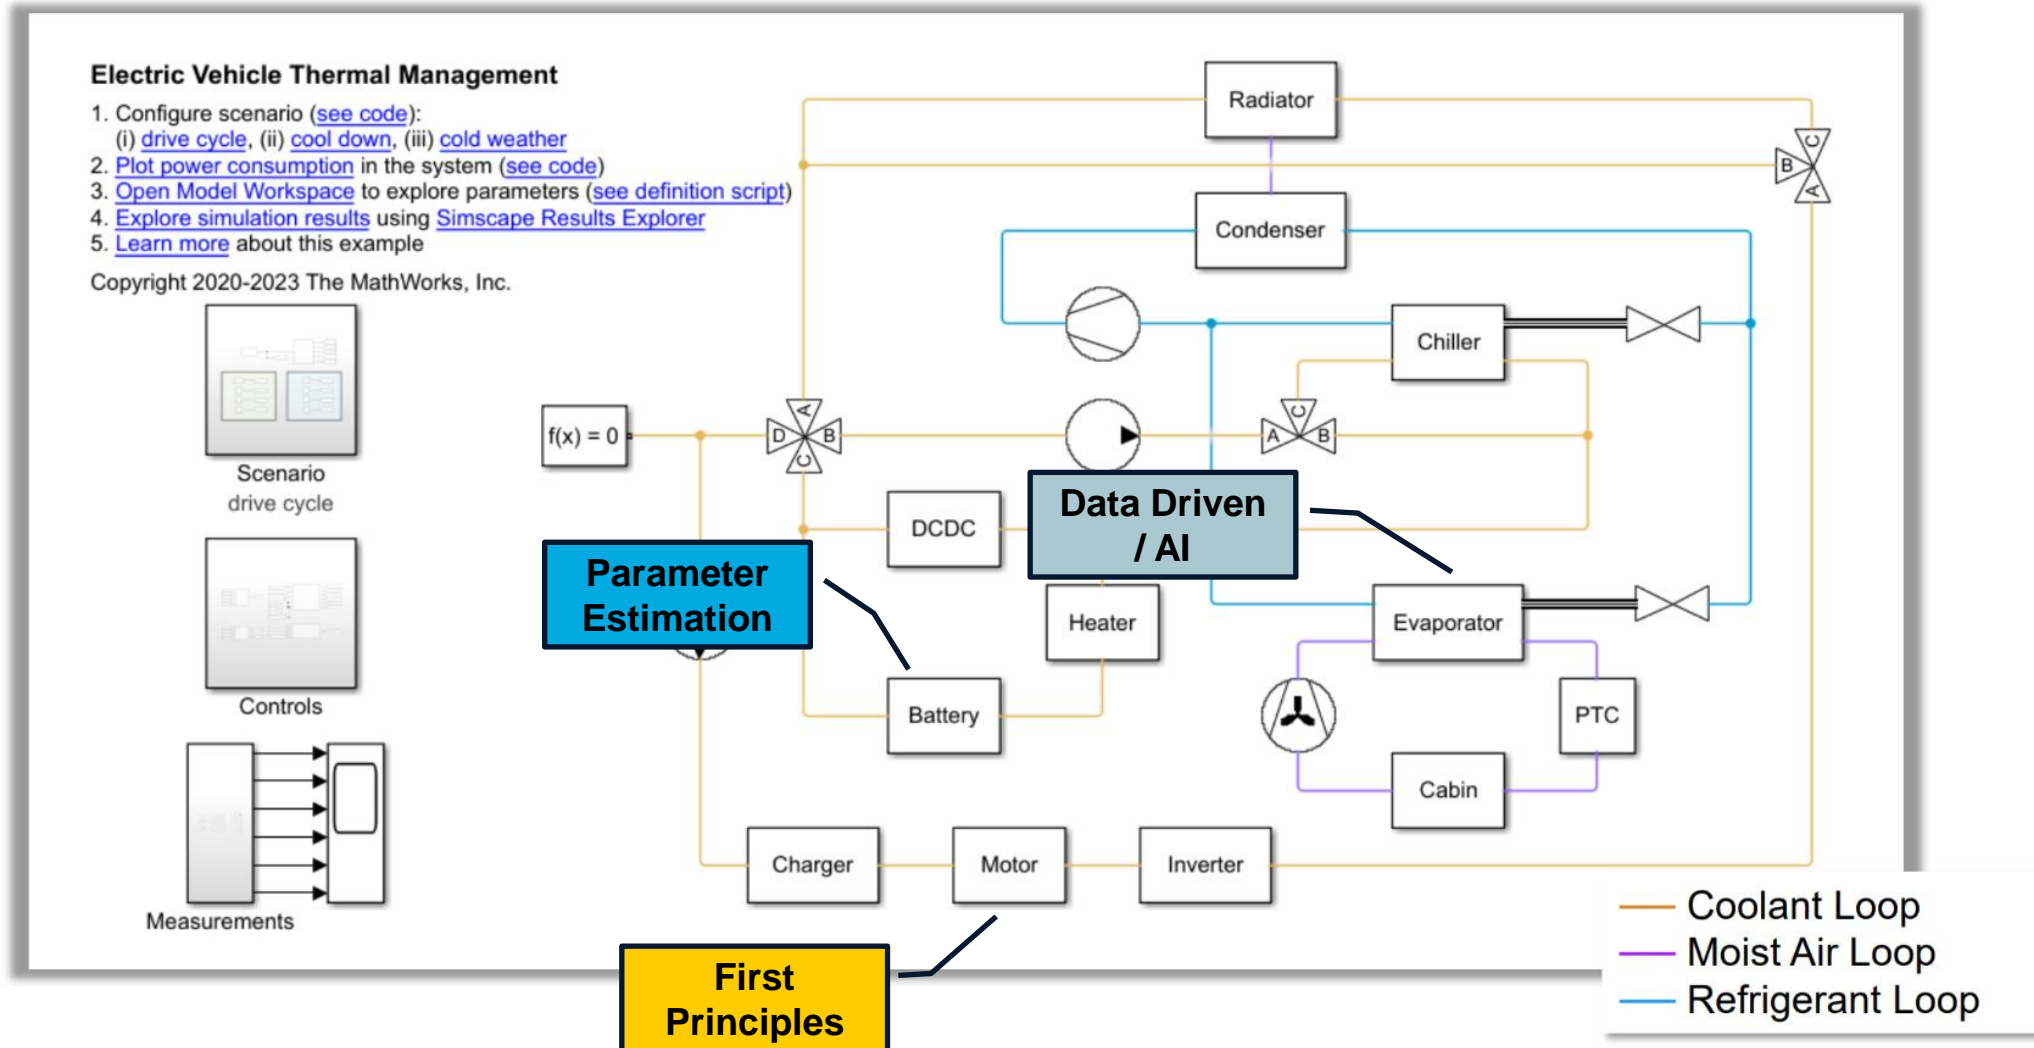 Electric Vehicle Thermal Management
1. Configure scenario (see code):
(i) drive cycle, (ii) cool down, (iii) cold weather
2. Plot power consumption in the system (see code)
3. Open Model Workspace to explore parameters (see definition script)
4. Explore simulation results using Simscape Results Explorer
5. Learn more about this example
Copyright 2020-2023 The MathWorks, Inc.
Scenario
drive cycle
Controls
Measurements
Radiator
C
B
A
Condenser
Chiller
f(x) = 0
A
D
B
C
C
A
B
DCDC
Data Driven
/ AI
Parameter
Estimation
Heater
Evaporator
Battery
PTC
Cabin
Charger
Motor
Inverter
First
Principles
Coolant Loop
Moist Air Loop
Refrigerant Loop